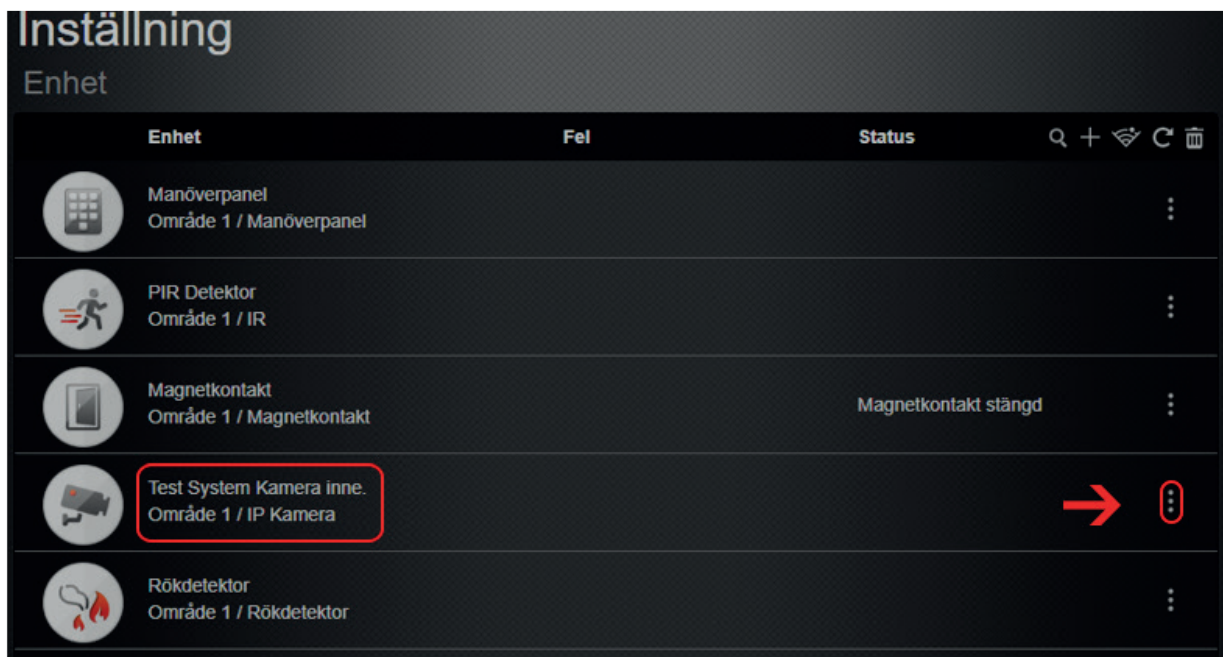 Inställning
Enhet
Enhet Fel Status
Manöverpanel
Område 1 / Manöverpanel
PIR Detektor
Område 1 / IR
Magnetkontakt
Område 1 / Magnetkontakt
Magnetkontakt stängd
Test System Kamera inne.
Område 1 / IP Kamera
Rökdetektor
Område 1 / Rökdetektor